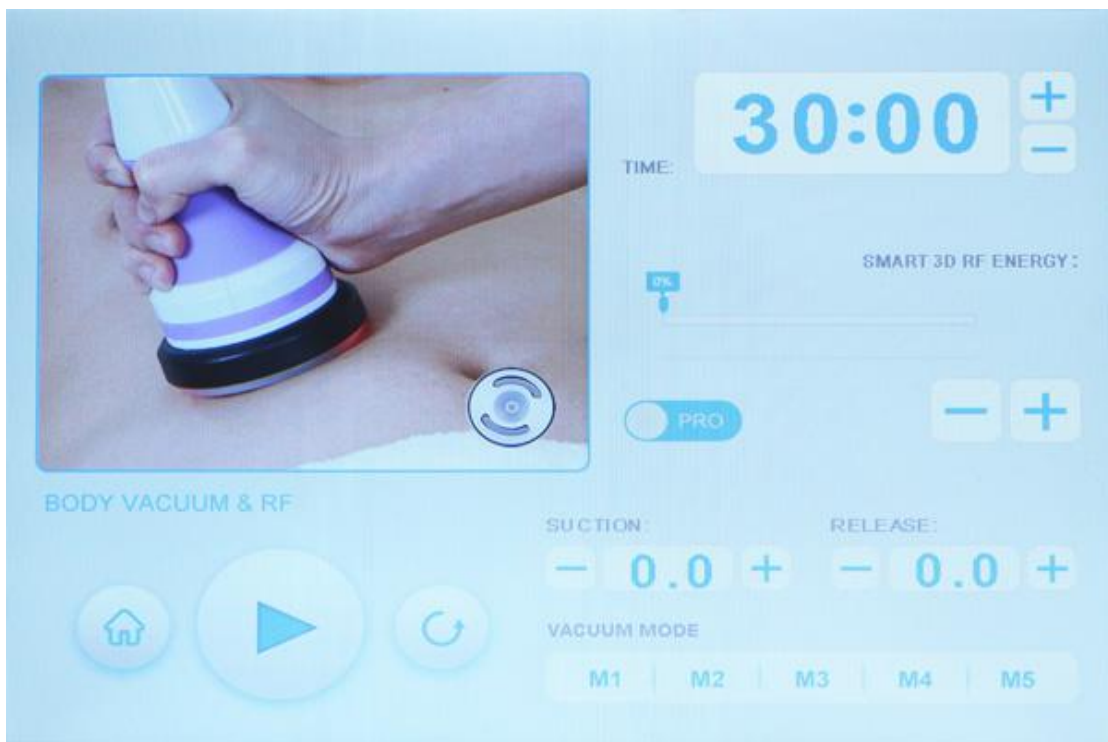 30:00
TIME:
SMART 3D RF ENERGY:
0%
PRO
BODY VACUUM & RF
SUCTION:
RELEASE:
0.0
0.0
VACUUM MODE
M1 M2 M3 M4 M5